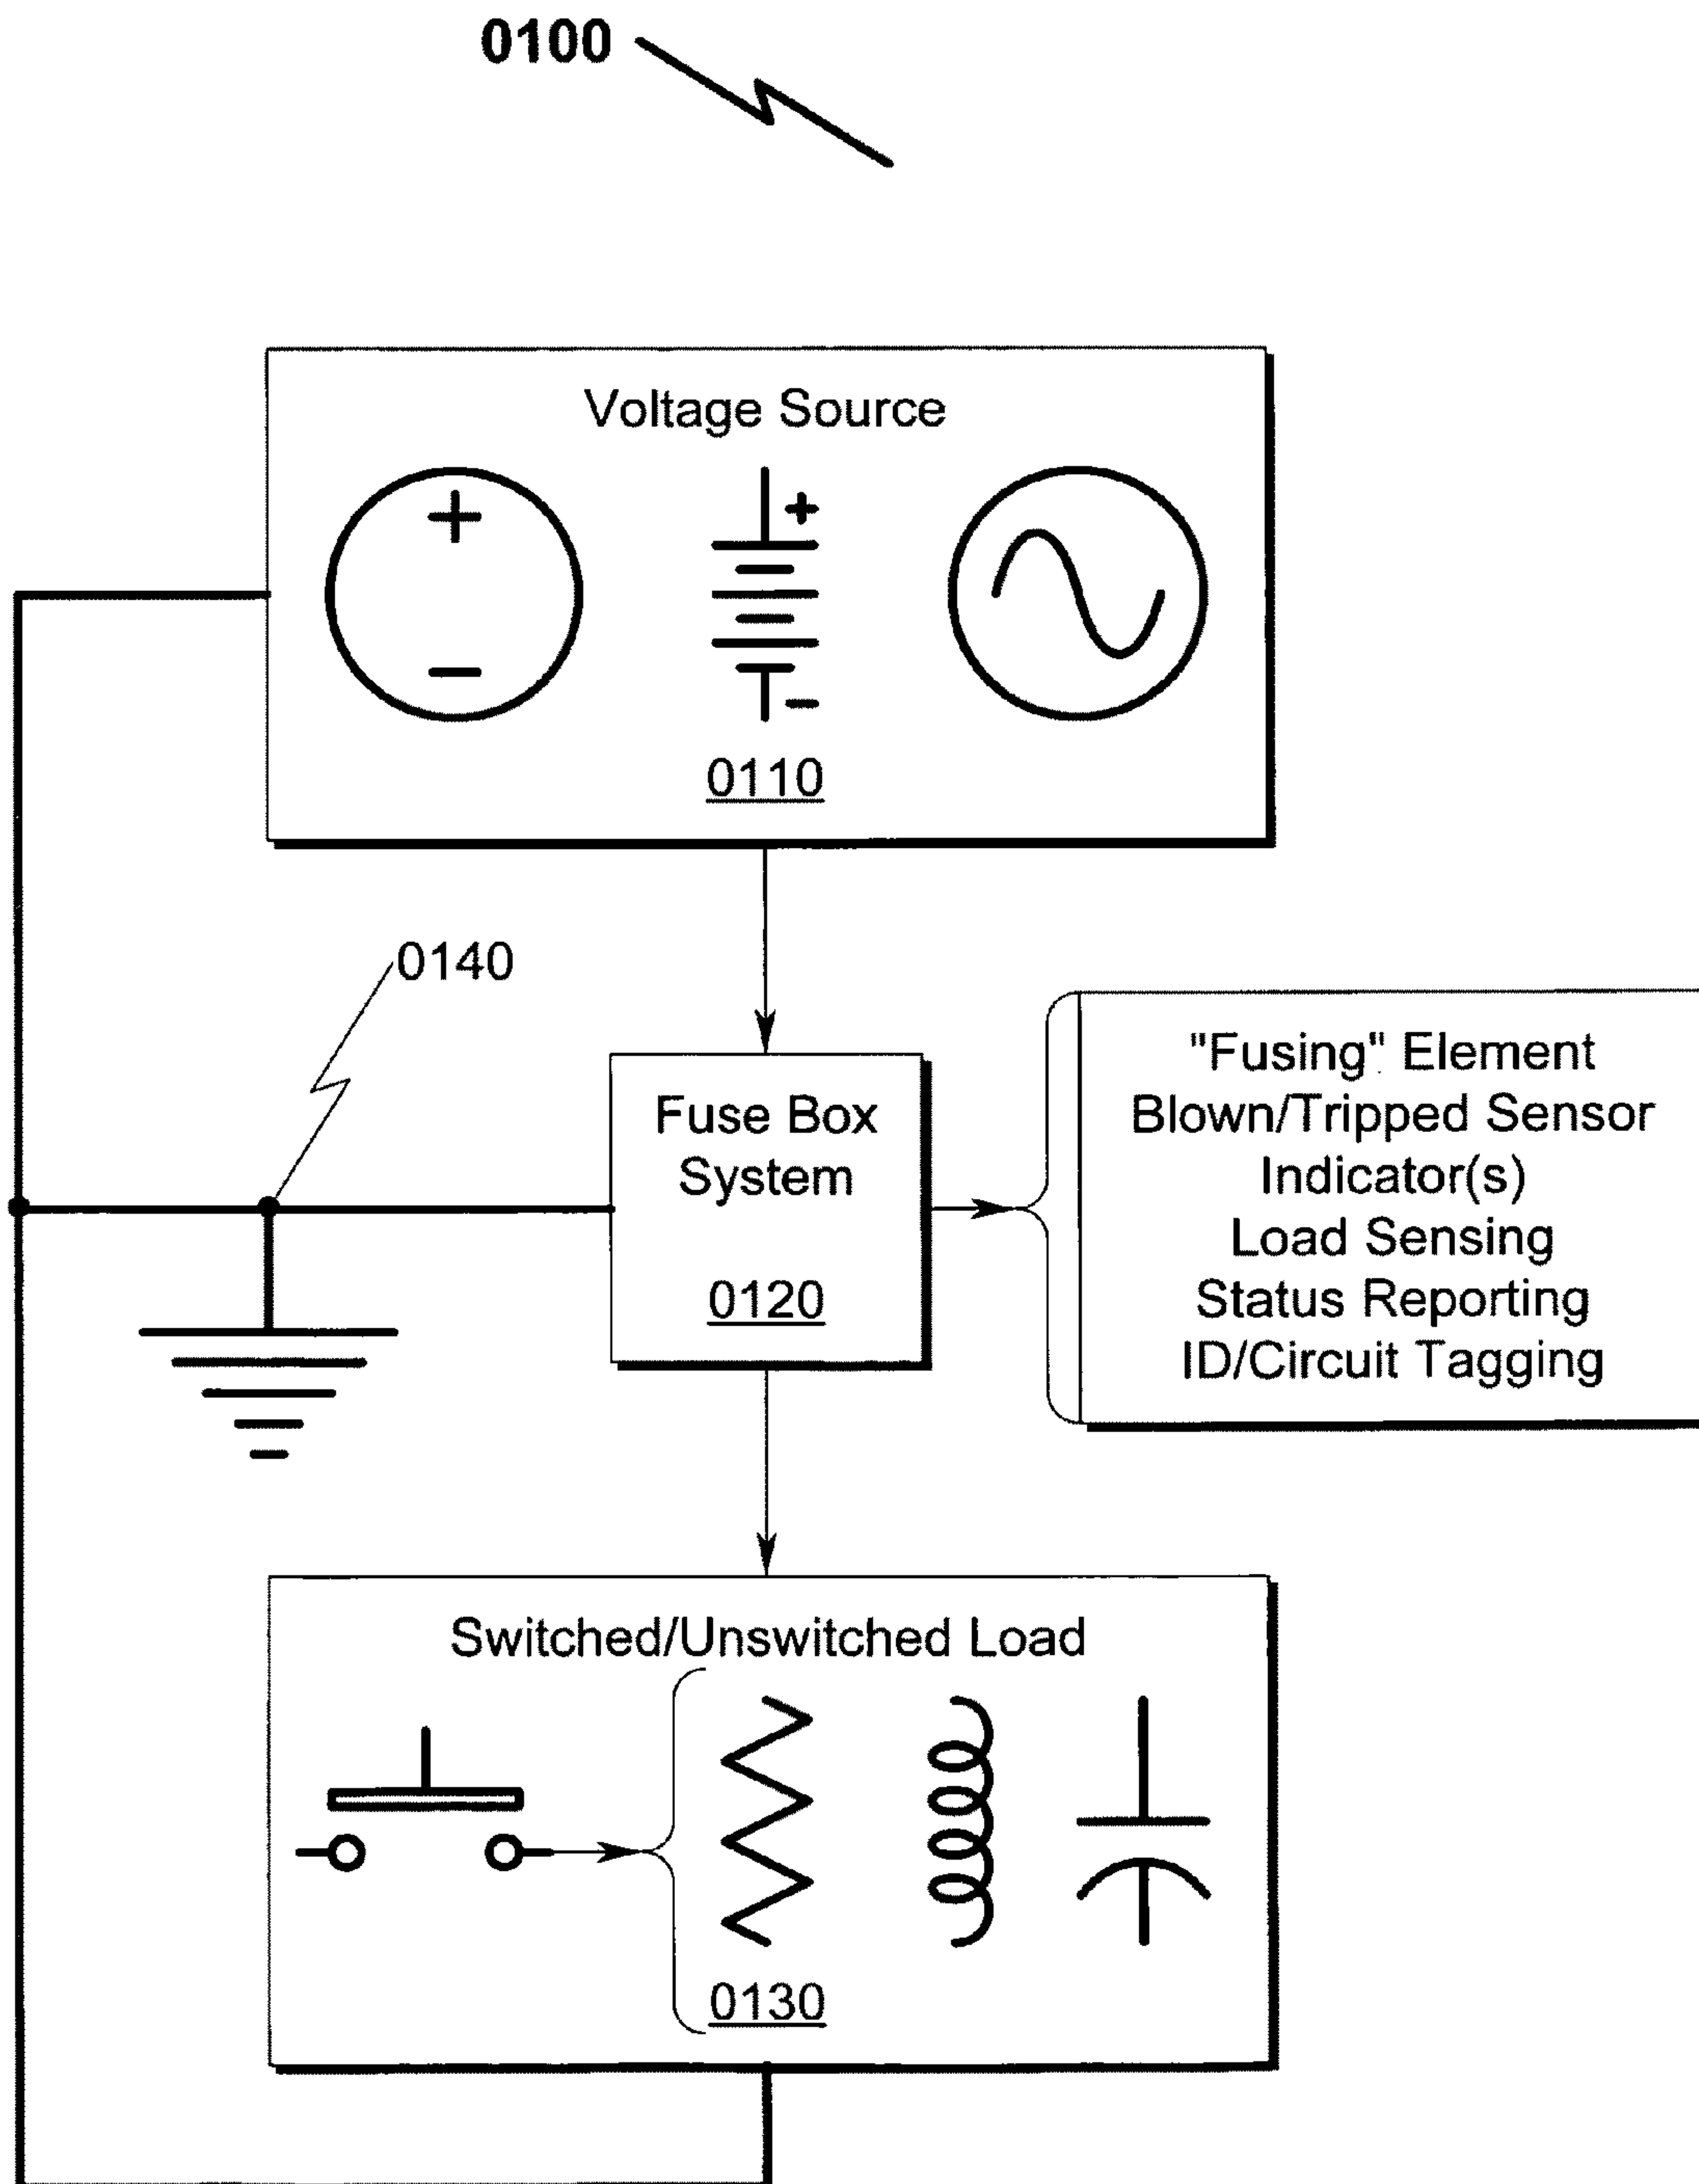 0100
Voltage Source
+
+
−
-
0110
0140
"Fusing" Element
Blown/Tripped Sensor
Indicator(s)
Load Sensing
Status Reporting
ID/Circuit Tagging
Fuse Box
System
0120
Switched/Unswitched Load
0130